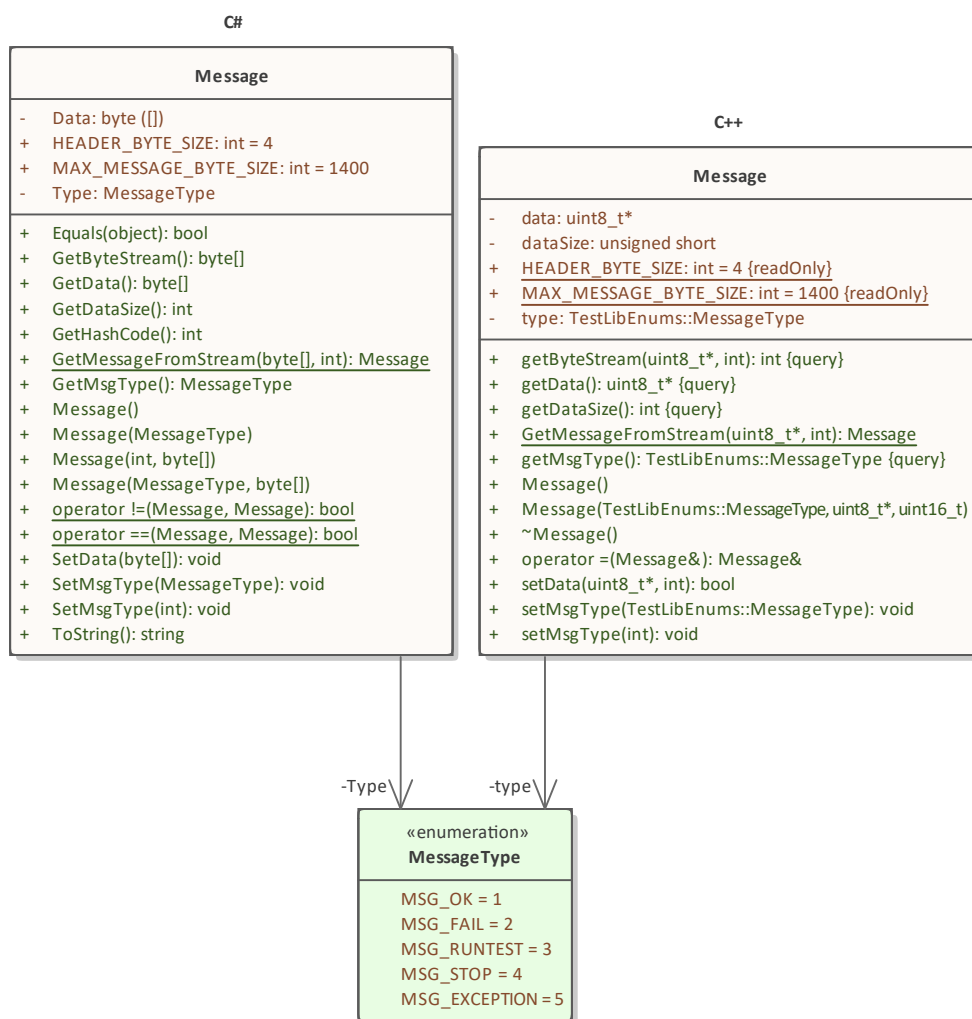 C#
Message
- Data: byte ([])
+ HEADER_BYTE_SIZE: int = 4
+ MAX_MESSAGE_BYTE_SIZE: int = 1400
- Type: MessageType
+ Equals(object): bool
+ GetByteStream(): byte[]
+ GetData(): byte[]
+ GetDataSize(): int
+ GetHashCode(): int
+ GetMessageFromStream(byte[], int): Message
+ GetMsgType(): MessageType
+ Message()
+ Message(MessageType)
+ Message(int, byte[])
+ Message(MessageType, byte[])
+ operator !=(Message, Message): bool
+ operator ==(Message, Message): bool
+ SetData(byte[]): void
+ SetMsgType(MessageType): void
+ SetMsgType(int): void
+ ToString(): string
C++
Message
- data: uint8_t*
- dataSize: unsigned short
+ HEADER_BYTE_SIZE: int = 4 {readOnly}
+ MAX_MESSAGE_BYTE_SIZE: int = 1400 {readOnly}
- type: TestLibEnums::MessageType
+ getByteStream(uint8_t*, int): int {query}
+ getData(): uint8_t* {query}
+ getDataSize(): int {query}
+ GetMessageFromStream(uint8_t*, int): Message
+ getMsgType(): TestLibEnums::MessageType {query}
+ Message()
+ Message(TestLibEnums::MessageType, uint8_t*, uint16_t)
+ ~Message()
+ operator =(Message&): Message&
+ setData(uint8_t*, int): bool
+ setMsgType(TestLibEnums::MessageType): void
+ setMsgType(int): void
-Type
-type
«enumeration»
MessageType
MSG_OK = 1
MSG_FAIL = 2
MSG_RUNTEST = 3
MSG_STOP = 4
MSG_EXCEPTION = 5